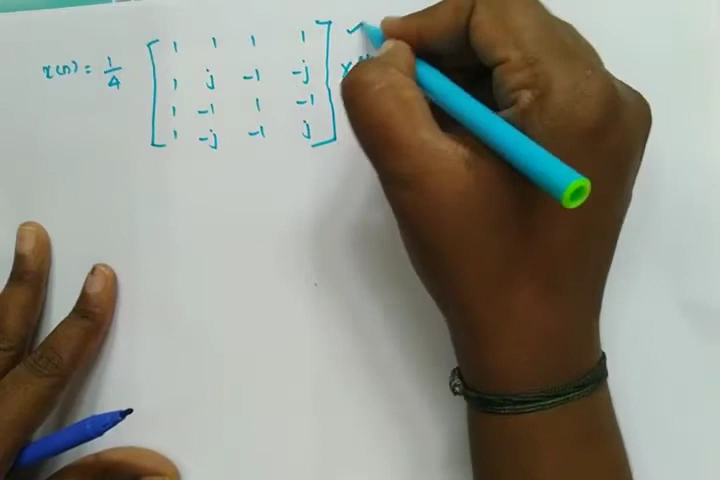 1 1 1 1
x(n) = 1/4
1 j -1 -j
1 -1 1 -1
1 -j -1 j